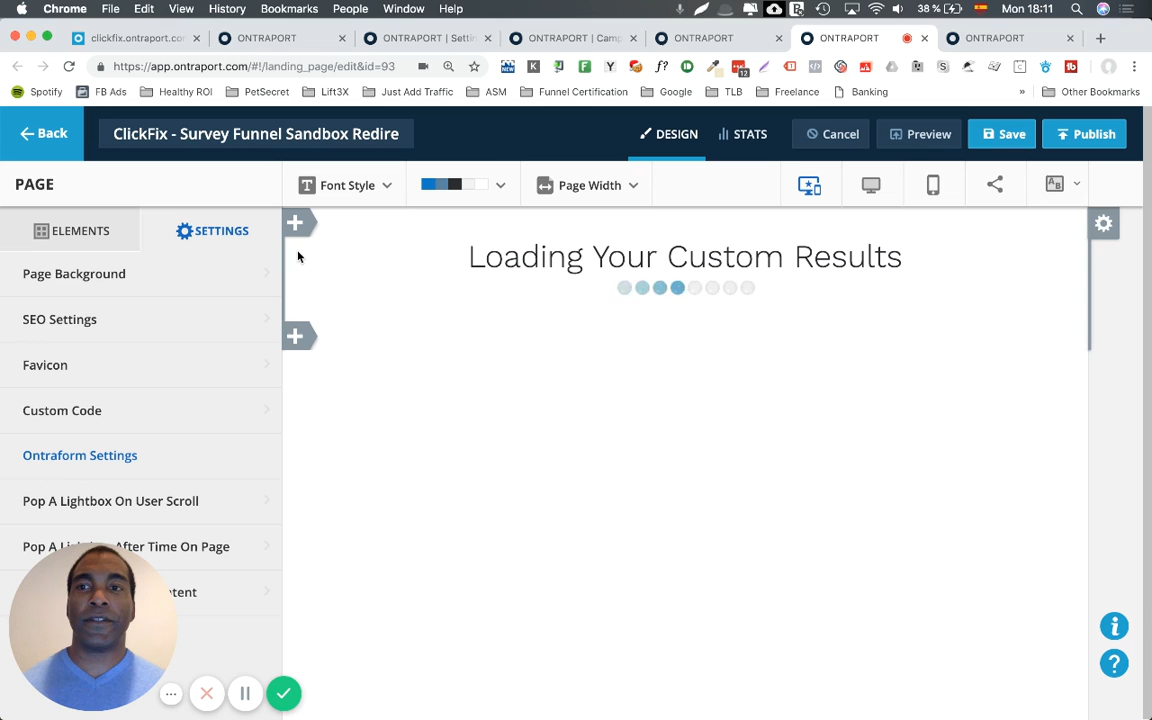 Chrome File Edit View History Bookmarks People Window Help 38% Mon 18:11
clickfix.ontraport.co ONTRAPORT ONTRAPORT | Setti ONTRAPORT | Camp ONTRAPORT ONTRAPORT ONTRAPORT
https://app.ontraport.com/#!/landing_page/edit&id=93
Spotify FB Ads Healthy ROI PetSecret Lift3X Just Add Traffic ASM Funnel Certification Google TLB Freelance Banking » Other Bookmarks
Back ClickFix - Survey Funnel Sandbox Redire DESIGN STATS Cancel Preview Save Publish
PAGE Font Style Page Width
ELEMENTS SETTINGS
Page Background
SEO Settings
Favicon
Custom Code
Ontraform Settings
Pop A Lightbox On User Scroll
Pop A Li After Time On Page
tent
Loading Your Custom Results